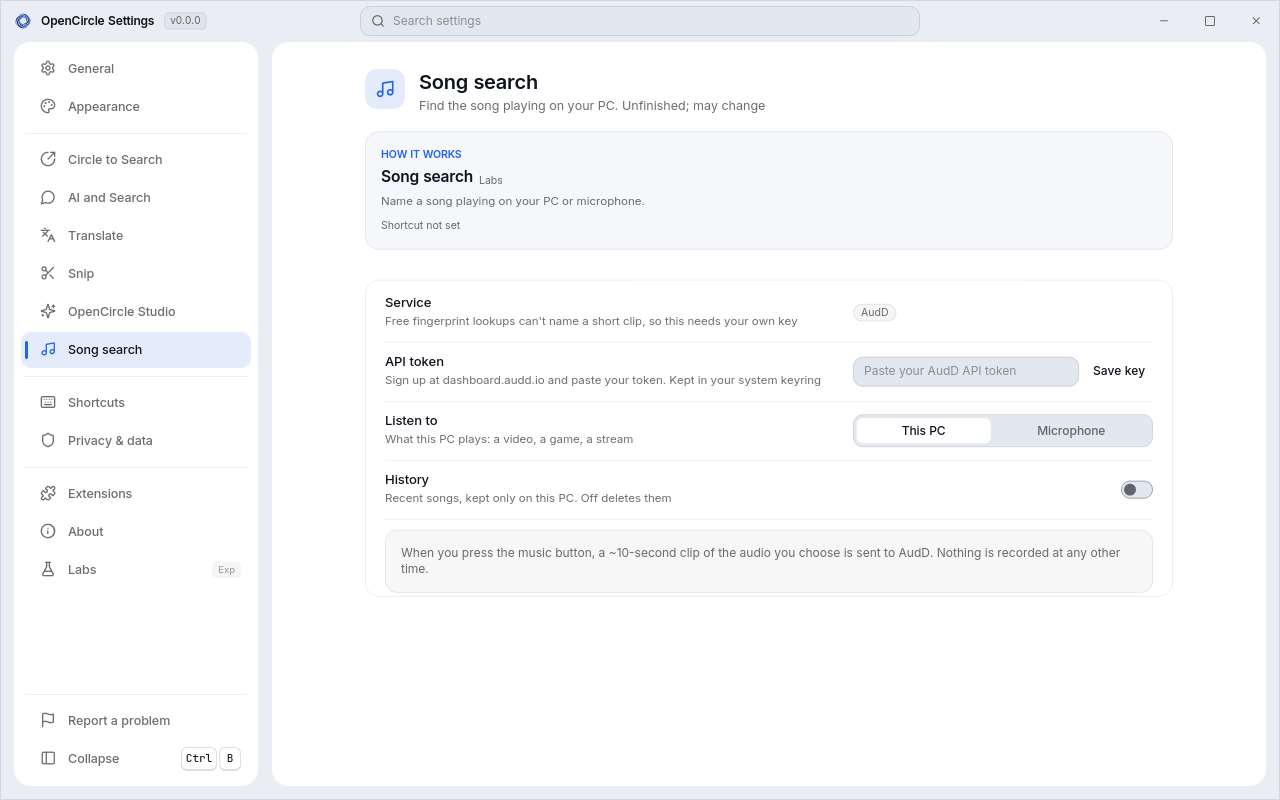 OpenCircle Settings
v0.0.0
Search settings
General
Appearance
Circle to Search
AI and Search
Translate
Snip
OpenCircle Studio
Song search
Shortcuts
Privacy & data
Extensions
About
Labs
Exp
Report a problem
Collapse
Ctrl
B
Song search
Find the song playing on your PC. Unfinished; may change
HOW IT WORKS
Song search Labs
Name a song playing on your PC or microphone.
Shortcut not set
Service
Free fingerprint lookups can't name a short clip, so this needs your own key
AudD
API token
Sign up at dashboard.audd.io and paste your token. Kept in your system keyring
Paste your AudD API token
Save key
Listen to
What this PC plays: a video, a game, a stream
This PC
Microphone
History
Recent songs, kept only on this PC. Off deletes them
When you press the music button, a ~10-second clip of the audio you choose is sent to AudD. Nothing is recorded at any other
time.